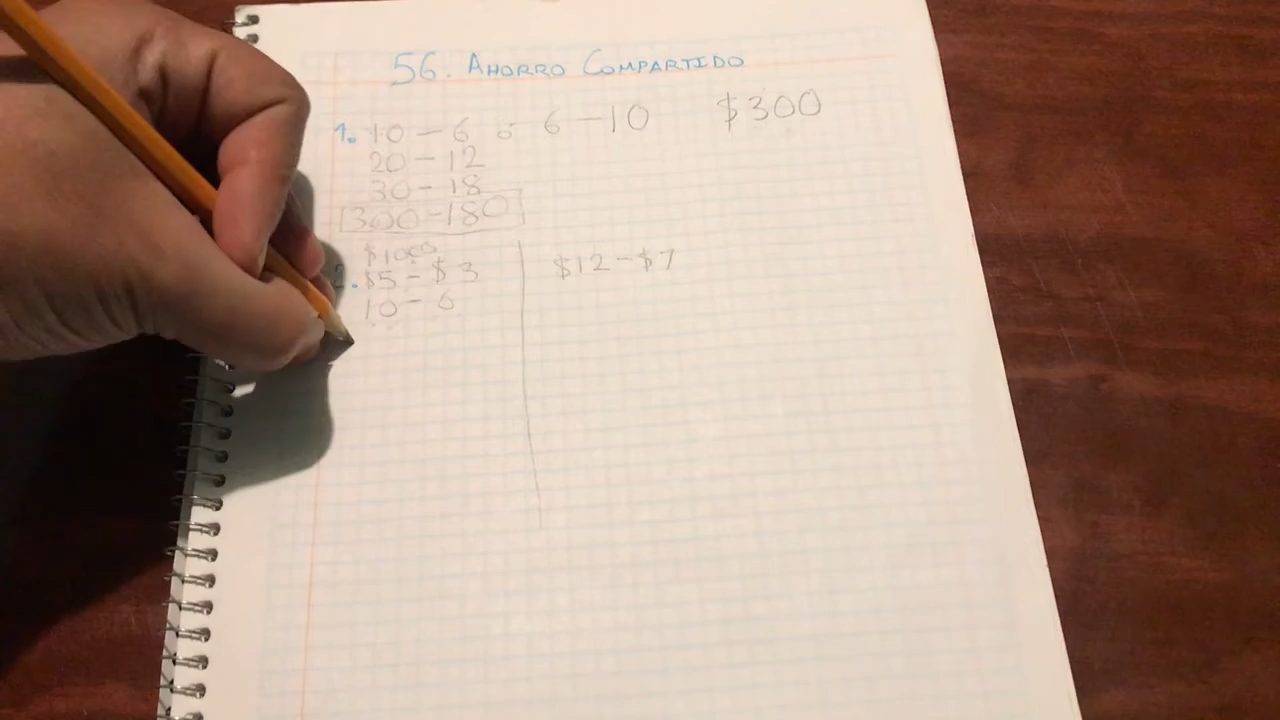 56. AHORRO COMPARTIDO
1. 10 - 6 o 6 - 10 $300
20 - 12
30 - 18
300 - 180
$1000
2. $5 - $3 $12 - $7
10 - 6